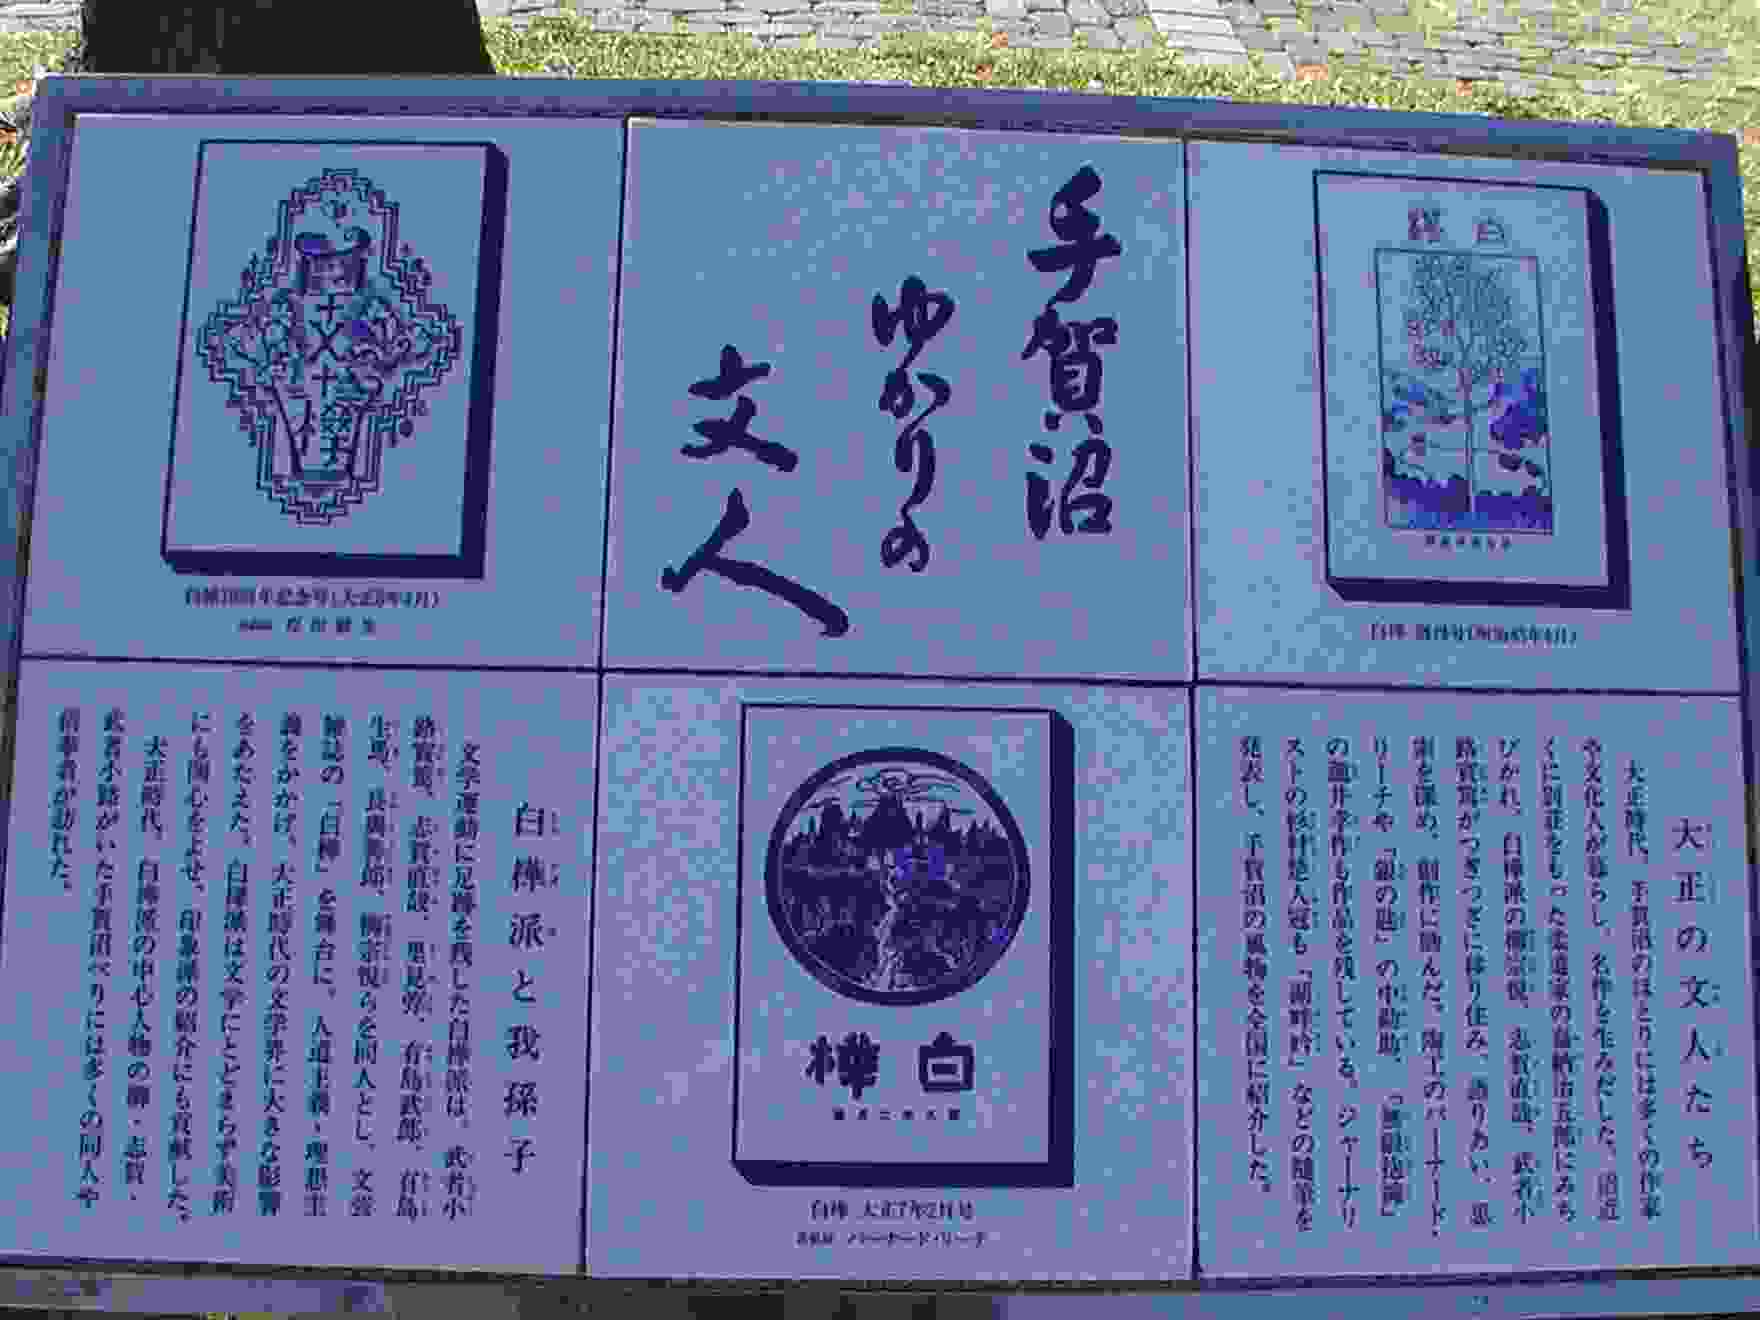 手賀沼
ゆかりの
文人
白樺
大正の文人たち
大正時代、手賀沼のほとりには多くの作家
や文化人が暮らし、名作を生みだした。沼近
くに別荘をもった柔道家の嘉納治五郎にみち
びかれ、白樺派の柳宗悦、志賀直哉、武者小
路実篤がつぎつぎに移り住み、語りあい、思
索を深め、創作に励んだ。陶工のバーナード・
リーチや「銀の匙」の中勘助、「無限抱擁」
の瀧井孝作も作品を残している。ジャーナリ
ストの杉村楚人冠も「湖畔吟」などの随筆を
発表し、手賀沼の風物を全国に紹介した。
白樺
白樺 大正7年2月号
バーナード・リーチ
白樺10周年記念号(大正8年4月)
白樺派と我孫子
文学運動に足跡を残した白樺派は、武者小
路実篤、志賀直哉、里見弴、有島武郎、有島
生馬、長與善郎、柳宗悦らを同人とし、文芸
雑誌の「白樺」を舞台に、人道主義・理想主
義をかかげ、大正時代の文学界に大きな影響
をあたえた。白樺派は文学にとどまらず美術
にも関心をよせ、印象派の紹介にも貢献した。
大正時代、白樺派の中心人物の柳・志賀・
武者小路がいた手賀沼べりには多くの同人や
信奉者が訪れた。